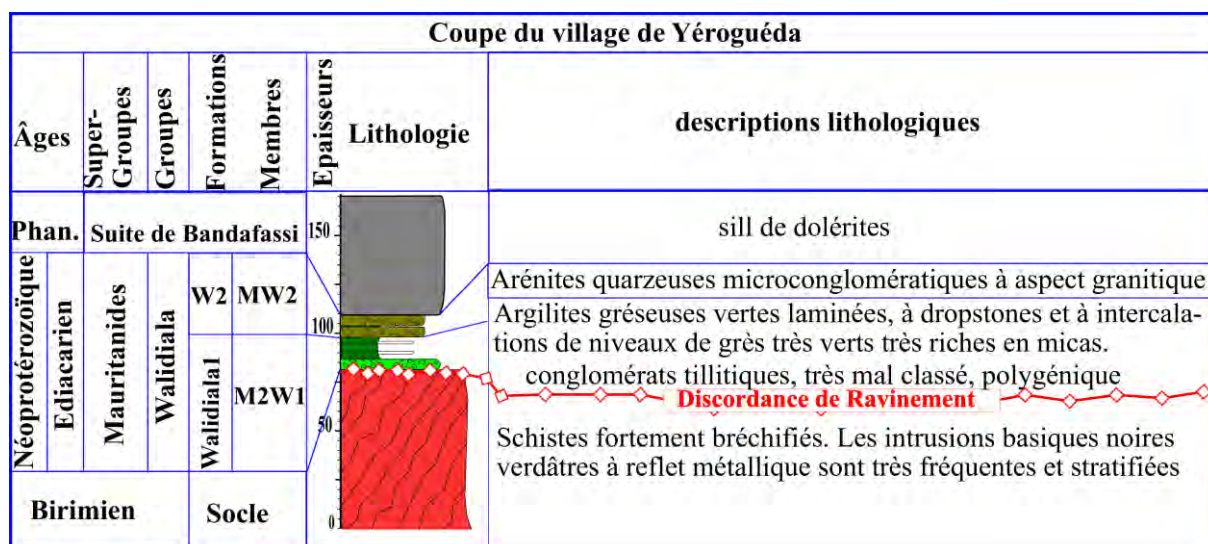 Coupe du village de Yéroguéda
Âges
Super-
Groupes
Groupes
Formations
Membres
Epaisseurs
Lithologie
descriptions lithologiques
Phan.
Suite de Bandafassi
150
sill de dolérites
Néoprotérozoïque
Ediacarien
Mauritanides
Walidiala
W2
MW2
Arénites quarzeuses microconglomératiques à aspect granitique
100
Walidiala1
M2W1
Argilites gréseuses vertes laminées, à dropstones et à intercala-
tions de niveaux de grès très verts très riches en micas.
conglomérats tillitiques, très mal classé, polygénique
Discordance de Ravinement
50
Schistes fortement bréchifiés. Les intrusions basiques noires
verdâtres à reflet métallique sont très fréquentes et stratifiées
Birimien
Socle
0